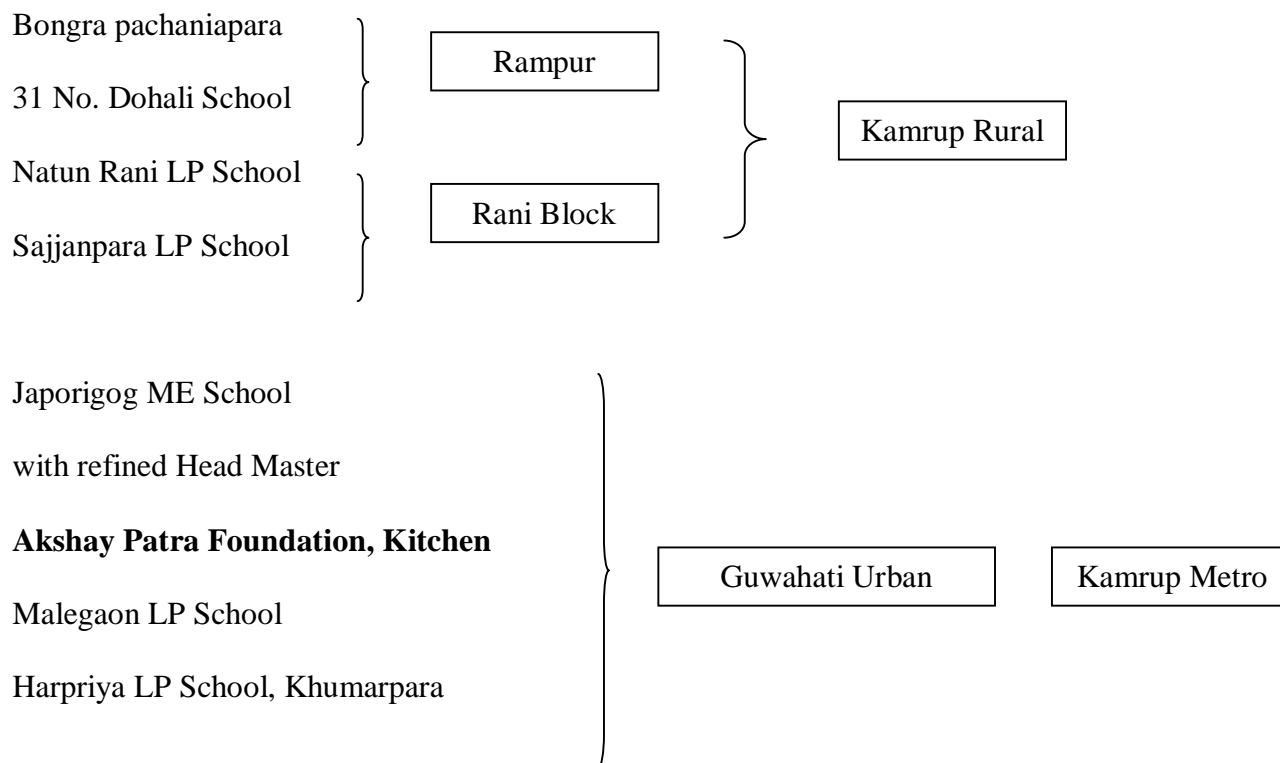 Bongra pachaniapara
Rampur
31 No. Dohali School
Kamrup Rural
Natun Rani LP School
Rani Block
Sajjanpara LP School
Japorigog ME School
with refined Head Master
Akshay Patra Foundation, Kitchen
Guwahati Urban
Kamrup Metro
Malegaon LP School
Harpriya LP School, Khumarpara